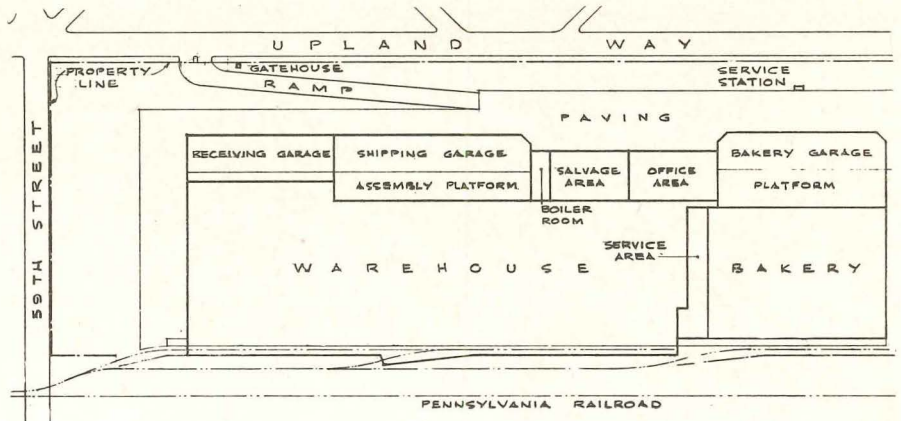 UPLAND WAY
PROPERTY
LINE
GATEHOUSE
RAMP
SERVICE
STATION
PAVING
59TH STREET
RECEIVING GARAGE
SHIPPING GARAGE
ASSEMBLY PLATFORM
BOILER
ROOM
SALVAGE
AREA
OFFICE
AREA
BAKERY GARAGE
PLATFORM
SERVICE
AREA
WAREHOUSE
BAKERY
PENNSYLVANIA RAILROAD